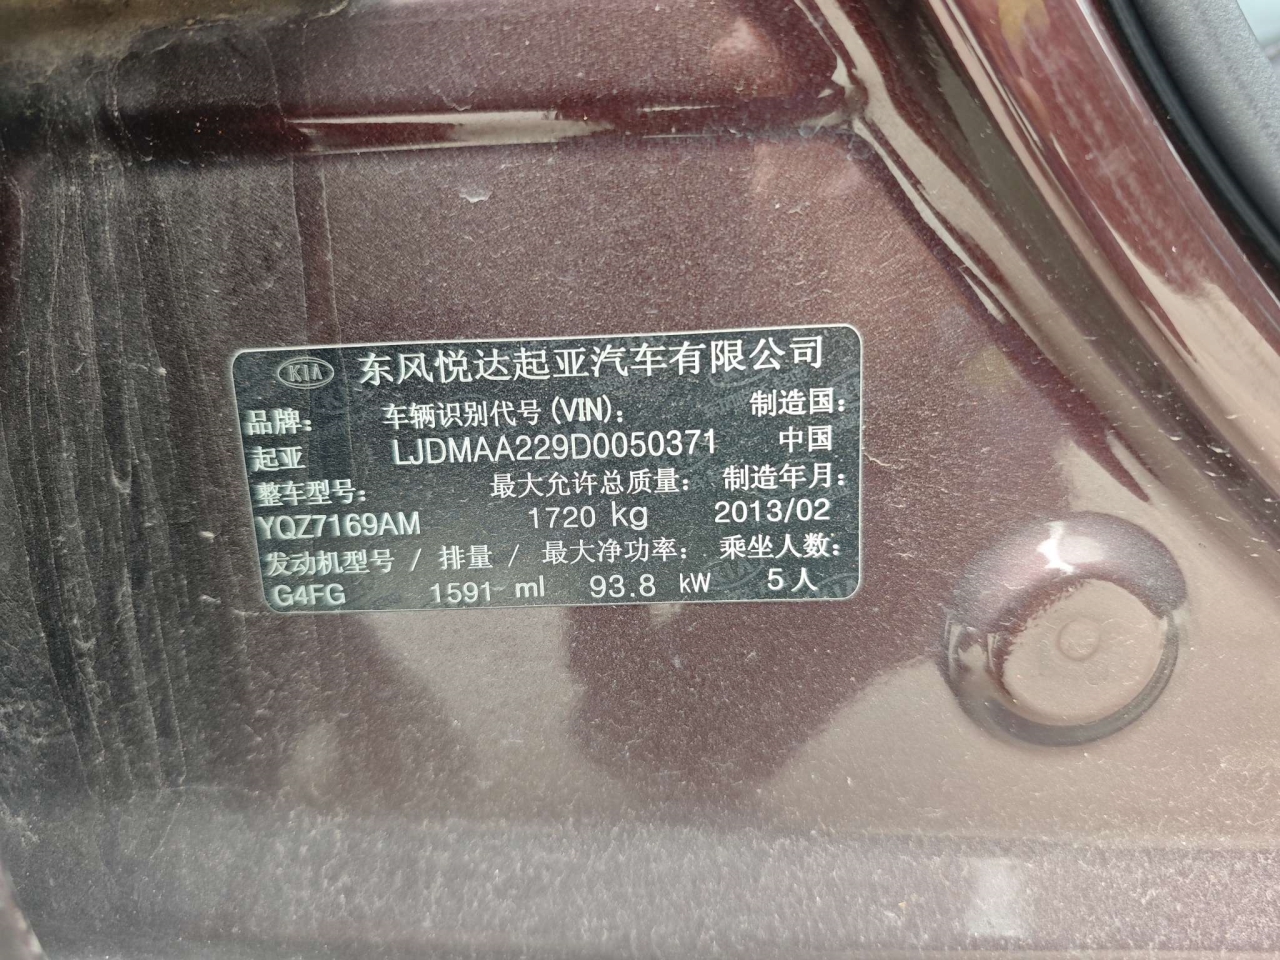 KIA 东风悦达起亚汽车有限公司
品牌： 车辆识别代号(VIN)： 制造国：
起亚 LJDMAA229D0050371 中国
整车型号： 最大允许总质量： 制造年月：
YQZ7169AM 1720 kg 2013/02
发动机型号 / 排量 / 最大净功率： 乘坐人数：
G4FG 1591 ml 93.8 kW 5人